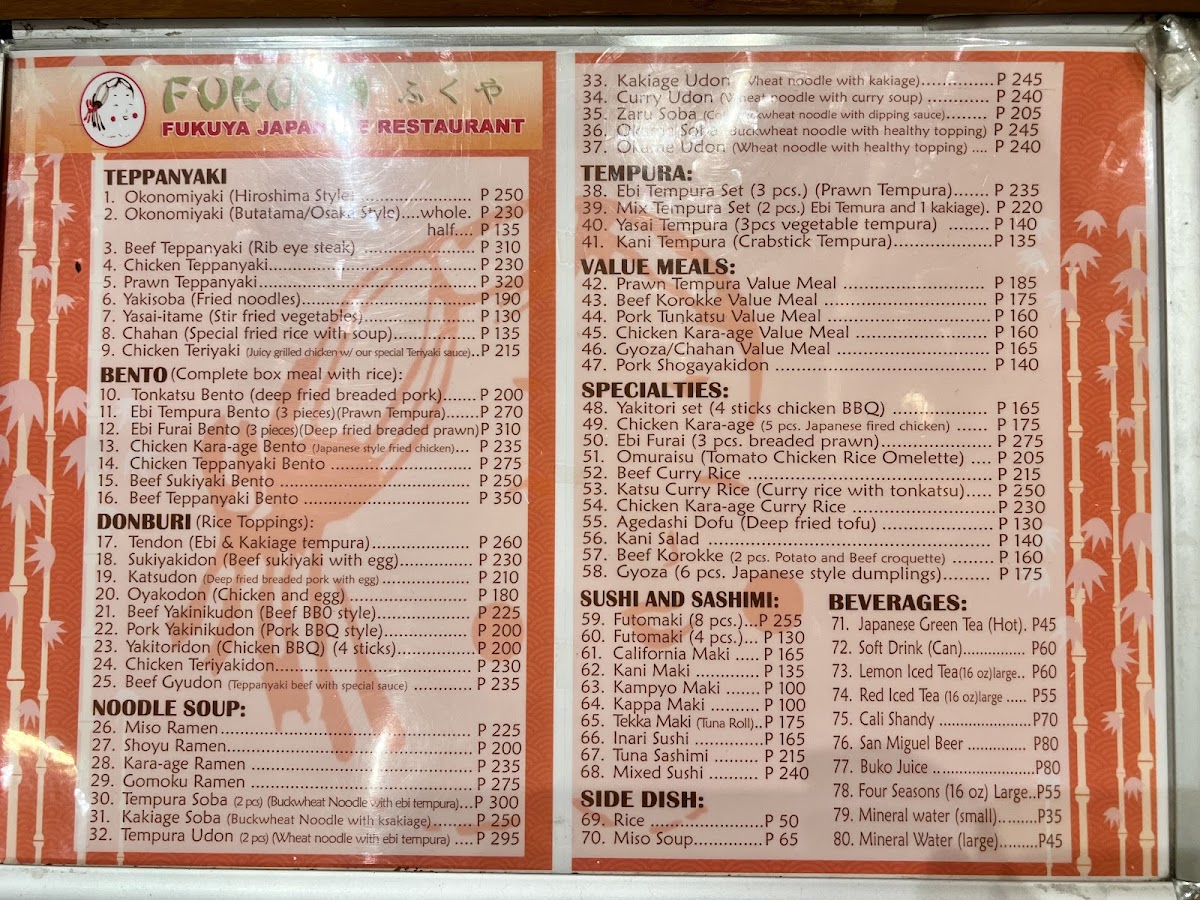 FUKUYA ふくや
FUKUYA JAPANESE RESTAURANT
TEPPANYAKI
1. Okonomiyaki (Hiroshima Style)........................ P 250
2. Okonomiyaki (Butatama/Osaka Style)....whole. P 230
half.... P 135
3. Beef Teppanyaki (Rib eye steak) ..................... P 310
4. Chicken Teppanyaki....................................... P 230
5. Prawn Teppanyaki......................................... P 320
6. Yakisoba (Fried noodles)................................ P 190
7. Yasai-itame (Stir fried vegetables).................... P 130
8. Chahan (Special fried rice with soup)................ P 135
9. Chicken Teriyaki (Juicy grilled chicken w/ our special Teriyaki sauce)..P 215
BENTO (Complete box meal with rice):
10. Tonkatsu Bento (deep fried breaded pork).......P 200
11. Ebi Tempura Bento (3 pieces)(Prawn Tempura).......P 270
12. Ebi Furai Bento (3 pieces)(Deep fried breaded prawn)P 310
13. Chicken Kara-age Bento (Japanese style fried chicken)... P 235
14. Chicken Teppanyaki Bento ........................... P 275
15. Beef Sukiyaki Bento ..................................... P 250
16. Beef Teppanyaki Bento ................................ P 350
DONBURI (Rice Toppings):
17. Tendon (Ebi & Kakiage tempura)................... P 260
18. Sukiyakidon (Beef sukiyaki with egg).............. P 230
19. Katsudon (Deep fried breaded pork with egg) ................. P 210
20. Oyakodon (Chicken and egg) ....................... P 180
21. Beef Yakinikudon (Beef BBQ style)................. P 225
22. Pork Yakinikudon (Pork BBQ style)................. P 200
23. Yakitoridon (Chicken BBQ) (4 sticks)............... P 200
24. Chicken Teriyakidon..................................... P 230
25. Beef Gyudon (Teppanyaki beef with special sauce) ............ P 235
NOODLE SOUP:
26. Miso Ramen ............................................... P 225
27. Shoyu Ramen.............................................. P 200
28. Kara-age Ramen ......................................... P 235
29. Gomoku Ramen ......................................... P 275
30. Tempura Soba (2 pcs) (Buckwheat Noodle with ebi tempura)...P 300
31. Kakiage Soba (Buckwheat Noodle with ksakiage)...... P 250
32. Tempura Udon (2 pcs) (Wheat noodle with ebi tempura) ....P 295
33. Kakiage Udon (Wheat noodle with kakiage)..............P 245
34. Curry Udon (Wheat noodle with curry soup) ............ P 240
35. Zaru Soba (Cold buckwheat noodle with dipping sauce)....... P 205
36. Okame Soba (Buckwheat noodle with healthy topping) P 245
37. Okame Udon (Wheat noodle with healthy topping) .... P 240
TEMPURA:
38. Ebi Tempura Set (3 pcs.) (Prawn Tempura)....... P 235
39. Mix Tempura Set (2 pcs.) Ebi Temura and 1 kakiage). P 220
40. Yasai Tempura (3pcs vegetable tempura) ....... P 140
41. Kani Tempura (Crabstick Tempura)................. P 135
VALUE MEALS:
42. Prawn Tempura Value Meal ......................... P 185
43. Beef Korokke Value Meal ............................. P 175
44. Pork Tunkatsu Value Meal ............................ P 160
45. Chicken Kara-age Value Meal ....................... P 160
46. Gyoza/Chahan Value Meal ........................... P 165
47. Pork Shogayakidon ..................................... P 140
SPECIALTIES:
48. Yakitori set (4 sticks chicken BBQ) ................ P 165
49. Chicken Kara-age (5 pcs. Japanese fired chicken) ...... P 175
50. Ebi Furai (3 pcs. breaded prawn)................... P 275
51. Omuraisu (Tomato Chicken Rice Omelette) .... P 205
52. Beef Curry Rice .......................................... P 215
53. Katsu Curry Rice (Curry rice with tonkatsu)..... P 250
54. Chicken Kara-age Curry Rice ........................ P 230
55. Agedashi Dofu (Deep fried tofu) ................... P 130
56. Kani Salad ................................................. P 140
57. Beef Korokke (2 pcs. Potato and Beef croquette) ........ P 160
58. Gyoza (6 pcs. Japanese style dumplings)......... P 175
SUSHI AND SASHIMI:
59. Futomaki (8 pcs.)...P 255
60. Futomaki (4 pcs.)... P 130
61. California Maki ..... P 165
62. Kani Maki ............ P 135
63. Kampyo Maki ....... P 100
64. Kappa Maki ......... P 100
65. Tekka Maki (Tuna Roll)..P 175
66. Inari Sushi ........... P 165
67. Tuna Sashimi ........ P 215
68. Mixed Sushi ......... P 240
SIDE DISH:
69. Rice .....................P 50
70. Miso Soup.............P 65
BEVERAGES:
71. Japanese Green Tea (Hot). P45
72. Soft Drink (Can)............. P60
73. Lemon Iced Tea(16 oz)large.. P60
74. Red Iced Tea (16 oz)large ..... P55
75. Cali Shandy ...................P70
76. San Miguel Beer .............. P80
77. Buko Juice ......................P80
78. Four Seasons (16 oz) Large..P55
79. Mineral water (small).........P35
80. Mineral Water (large).........P45